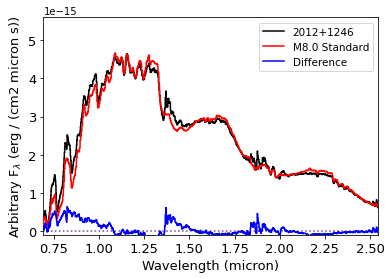 1e−15
2012+1246
M8.0 Standard
Difference
Arbitrary Fλ (erg / (cm2 micron s))
5
4
3
2
1
0
0.75 1.00 1.25 1.50 1.75 2.00 2.25 2.50
Wavelength (micron)